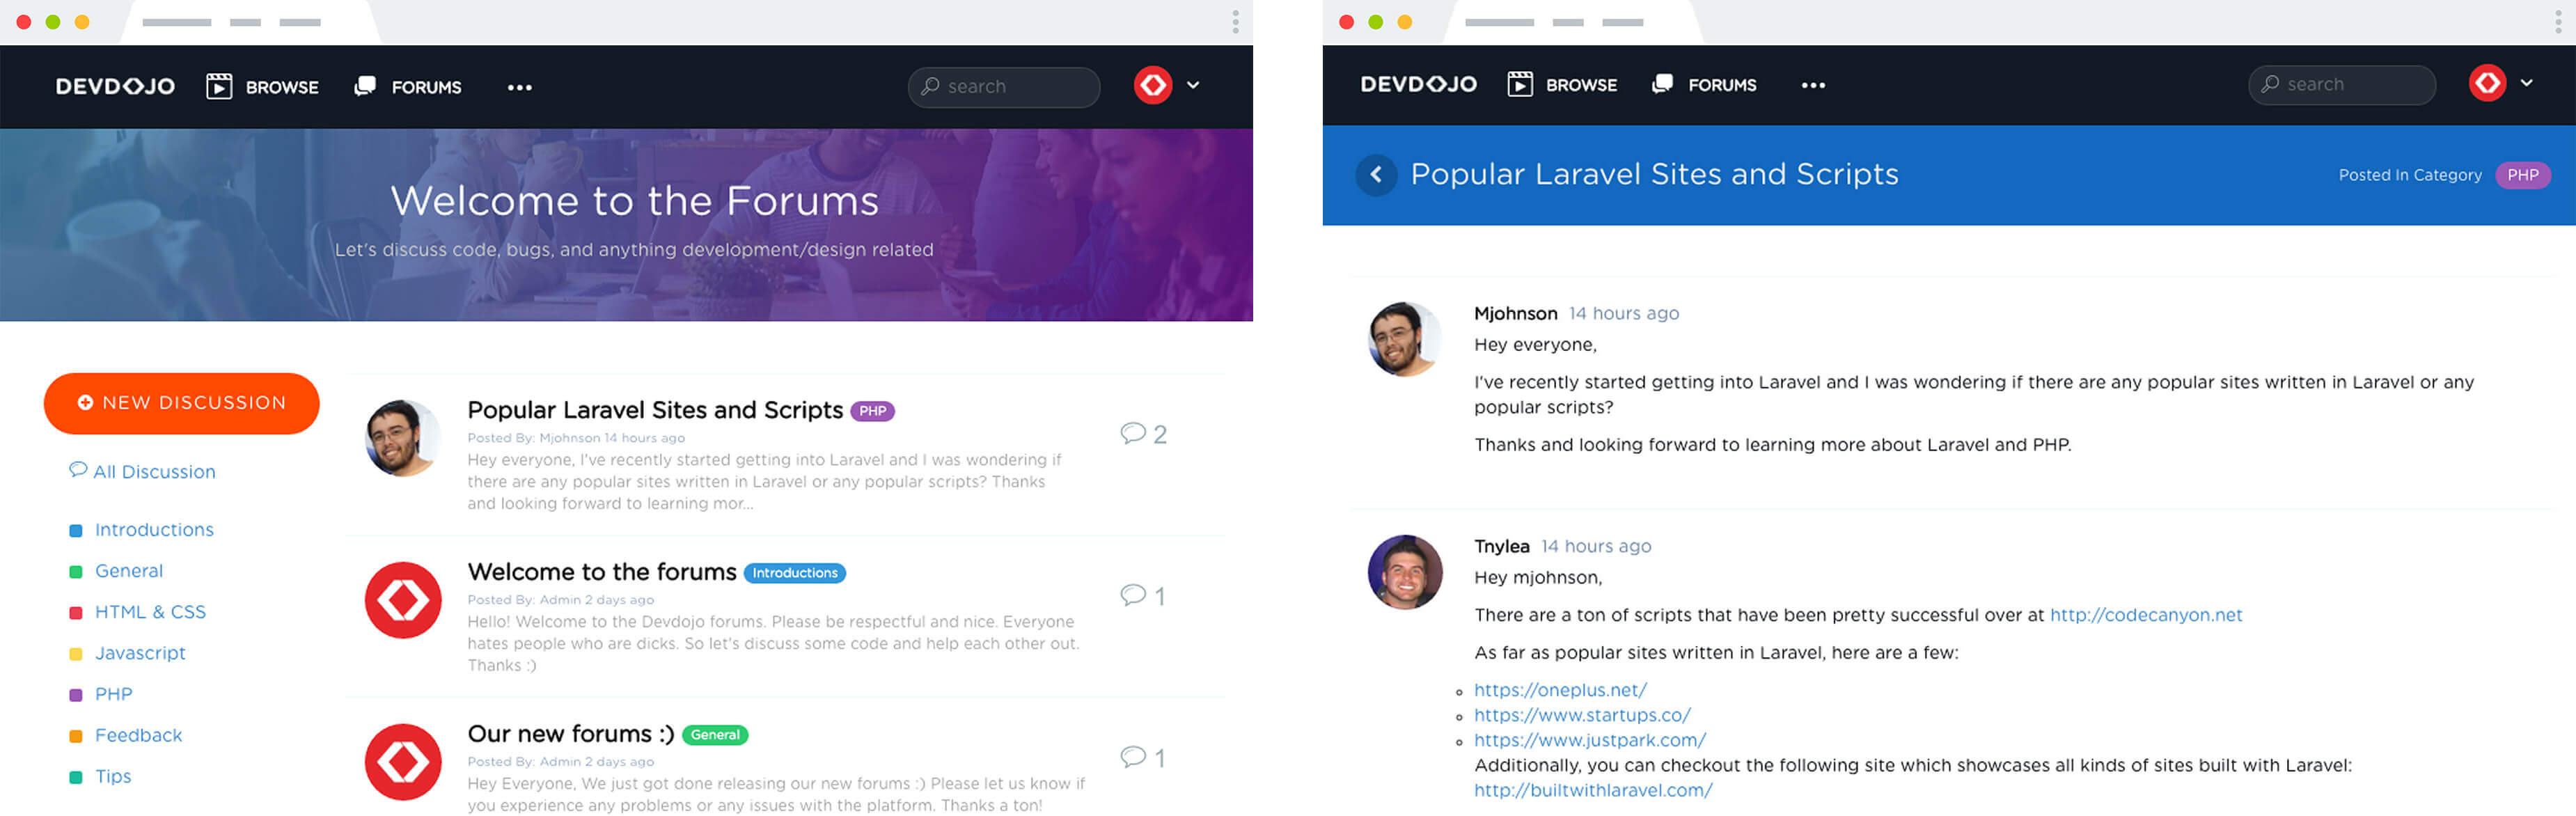 DEVDOJO BROWSE FORUMS search
Welcome to the Forums
Let's discuss code, bugs, and anything development/design related
NEW DISCUSSION
All Discussion
Introductions
General
HTML & CSS
Javascript
PHP
Feedback
Tips
Popular Laravel Sites and Scripts PHP
Posted By: Mjohnson 14 hours ago
Hey everyone, I've recently started getting into Laravel and I was wondering if
there are any popular sites written in Laravel or any popular scripts? Thanks
and looking forward to learning mor...
2
Welcome to the forums Introductions
Posted By: Admin 2 days ago
Hello! Welcome to the Devdojo forums. Please be respectful and nice. Everyone
hates people who are dicks. So let's discuss some code and help each other out.
Thanks :)
1
Our new forums :) General
Posted By: Admin 2 days ago
Hey Everyone, We just got done releasing our new forums :) Please let us know if
you experience any problems or any issues with the platform. Thanks a ton!
1
DEVDOJO BROWSE FORUMS search
Popular Laravel Sites and Scripts
Posted In Category PHP
Mjohnson 14 hours ago
Hey everyone,
I've recently started getting into Laravel and I was wondering if there are any popular sites written in Laravel or any
popular scripts?
Thanks and looking forward to learning more about Laravel and PHP.
Tnylea 14 hours ago
Hey mjohnson,
There are a ton of scripts that have been pretty successful over at http://codecanyon.net
As far as popular sites written in Laravel, here are a few:
https://oneplus.net/
https://www.startups.co/
https://www.justpark.com/
Additionally, you can checkout the following site which showcases all kinds of sites built with Laravel:
http://builtwithlaravel.com/